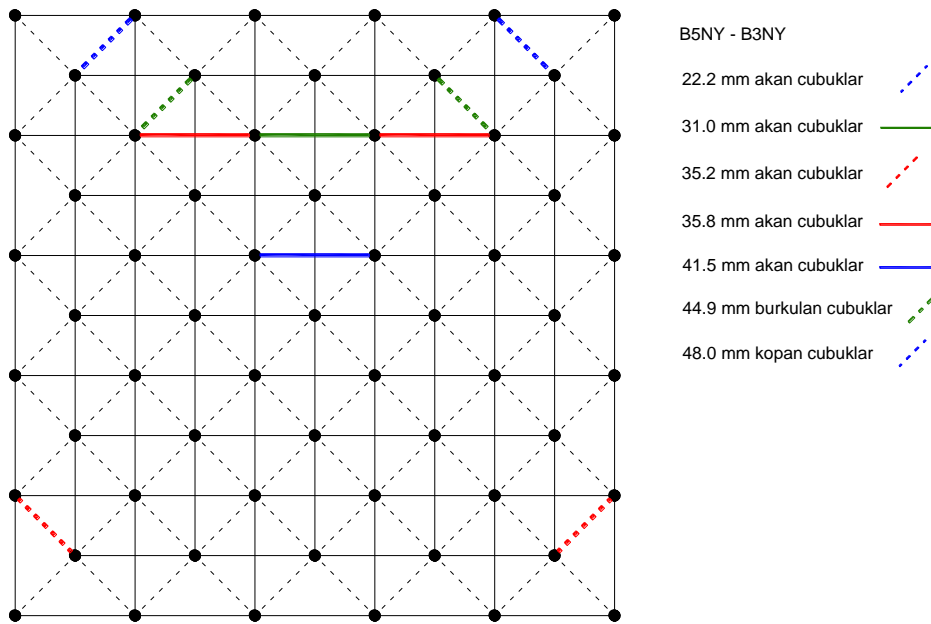 B5NY - B3NY
22.2 mm akan cubuklar
31.0 mm akan cubuklar
35.2 mm akan cubuklar
35.8 mm akan cubuklar
41.5 mm akan cubuklar
44.9 mm burkulan cubuklar
48.0 mm kopan cubuklar